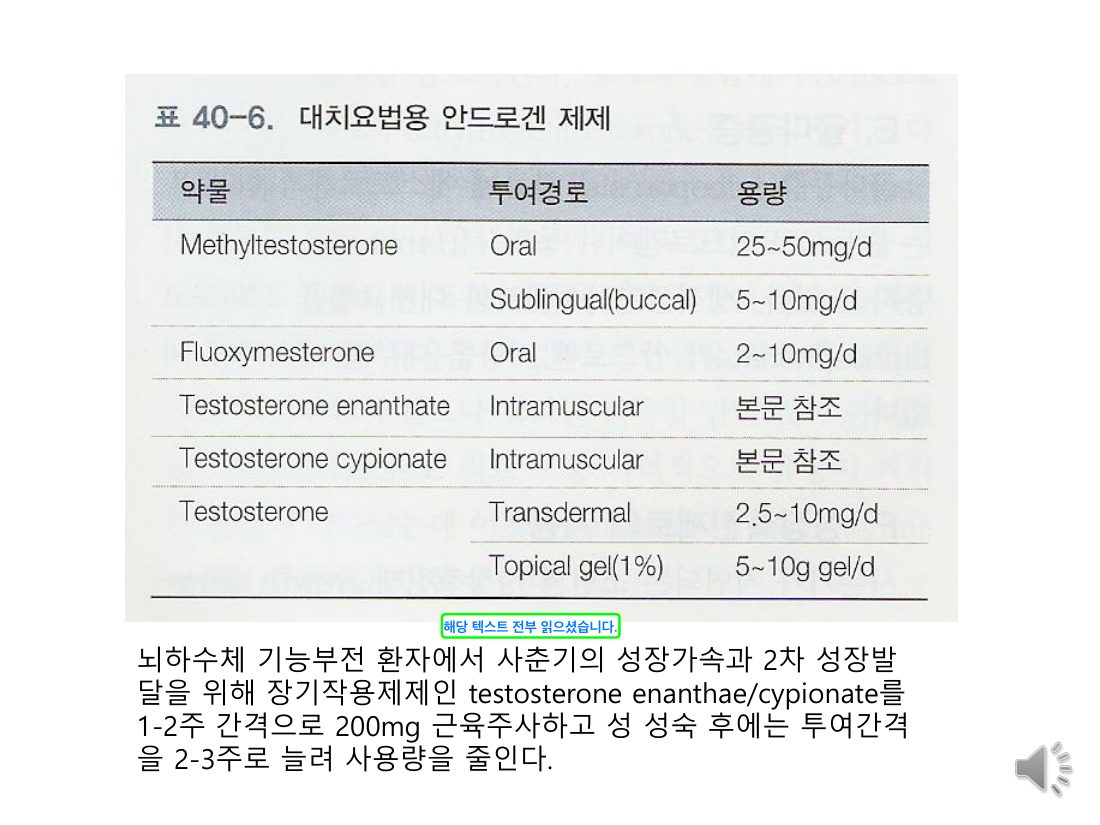 표 40-6. 대치요법용 안드로겐 제제
약물 투여경로 용량
Methyltestosterone Oral 25~50mg/d
Sublingual(buccal) 5~10mg/d
Fluoxymesterone Oral 2~10mg/d
Testosterone enanthate Intramuscular 본문 참조
Testosterone cypionate Intramuscular 본문 참조
Testosterone Transdermal 2.5~10mg/d
Topical gel(1%) 5~10g gel/d
해당 텍스트 전부 읽으셨습니다.
뇌하수체 기능부전 환자에서 사춘기의 성장가속과 2차 성장발
달을 위해 장기작용제제인 testosterone enanthae/cypionate를
1-2주 간격으로 200mg 근육주사하고 성 성숙 후에는 투여간격
을 2-3주로 늘려 사용량을 줄인다.